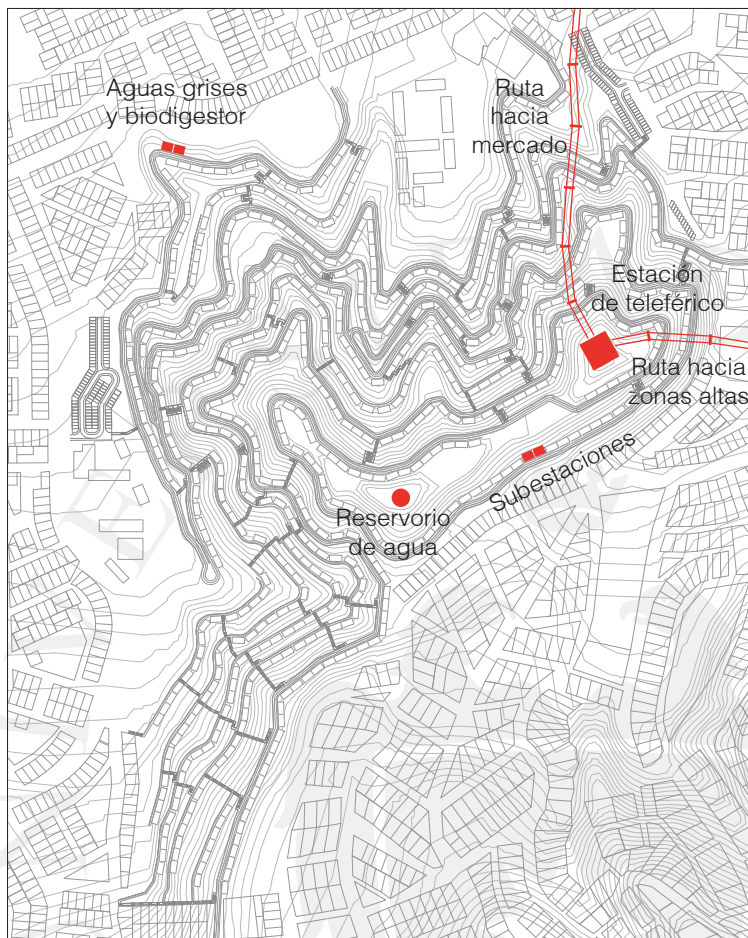 Aguas grises
y biodigestor
Ruta
hacia
mercado
Estación
de teleférico
Ruta hacia
zonas altas
Subestaciones
Reservorio
de agua